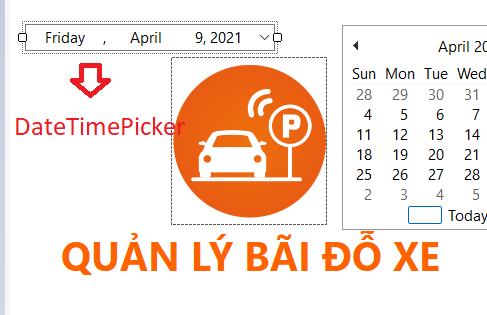 Friday , April 9, 2021
April 20
Sun Mon Tue Wed
28 29 30 31
4 5 6 7
11 12 13 14
18 19 20 21
25 26 27 28
2 3 4 5
Today
DateTimePicker
P
QUẢN LÝ BÃI ĐỖ XE